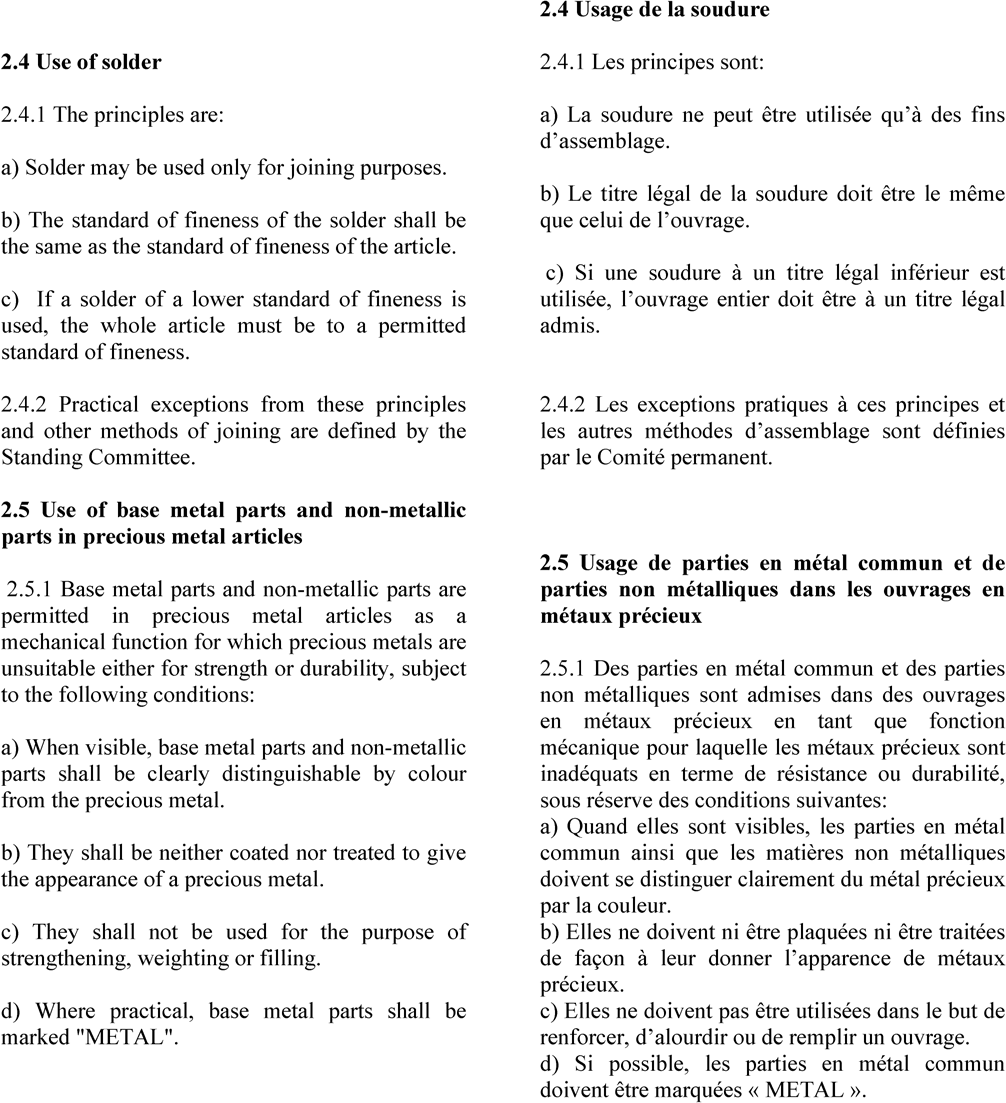 2.4 Use of solder
2.4.1 The principles are:
a) Solder may be used only for joining purposes.
b) The standard of fineness of the solder shall be
the same as the standard of fineness of the article.
c) If a solder of a lower standard of fineness is
used, the whole article must be to a permitted
standard of fineness.
2.4.2 Practical exceptions from these principles
and other methods of joining are defined by the
Standing Committee.
2.5 Use of base metal parts and non-metallic
parts in precious metal articles
2.5.1 Base metal parts and non-metallic parts are
permitted in precious metal articles as a
mechanical function for which precious metals are
unsuitable either for strength or durability, subject
to the following conditions:
a) When visible, base metal parts and non-metallic
parts shall be clearly distinguishable by colour
from the precious metal.
b) They shall be neither coated nor treated to give
the appearance of a precious metal.
c) They shall not be used for the purpose of
strengthening, weighting or filling.
d) Where practical, base metal parts shall be
marked "METAL".
2.4 Usage de la soudure
2.4.1 Les principes sont:
a) La soudure ne peut être utilisée qu’à des fins
d’assemblage.
b) Le titre légal de la soudure doit être le même
que celui de l’ouvrage.
c) Si une soudure à un titre légal inférieur est
utilisée, l’ouvrage entier doit être à un titre légal
admis.
2.4.2 Les exceptions pratiques à ces principes et
les autres méthodes d’assemblage sont définies
par le Comité permanent.
2.5 Usage de parties en métal commun et de
parties non métalliques dans les ouvrages en
métaux précieux
2.5.1 Des parties en métal commun et des parties
non métalliques sont admises dans des ouvrages
en métaux précieux en tant que fonction
mécanique pour laquelle les métaux précieux sont
inadéquats en terme de résistance ou durabilité,
sous réserve des conditions suivantes:
a) Quand elles sont visibles, les parties en métal
commun ainsi que les matières non métalliques
doivent se distinguer clairement du métal précieux
par la couleur.
b) Elles ne doivent ni être plaquées ni être traitées
de façon à leur donner l’apparence de métaux
précieux.
c) Elles ne doivent pas être utilisées dans le but de
renforcer, d’alourdir ou de remplir un ouvrage.
d) Si possible, les parties en métal commun
doivent être marquées « METAL ».